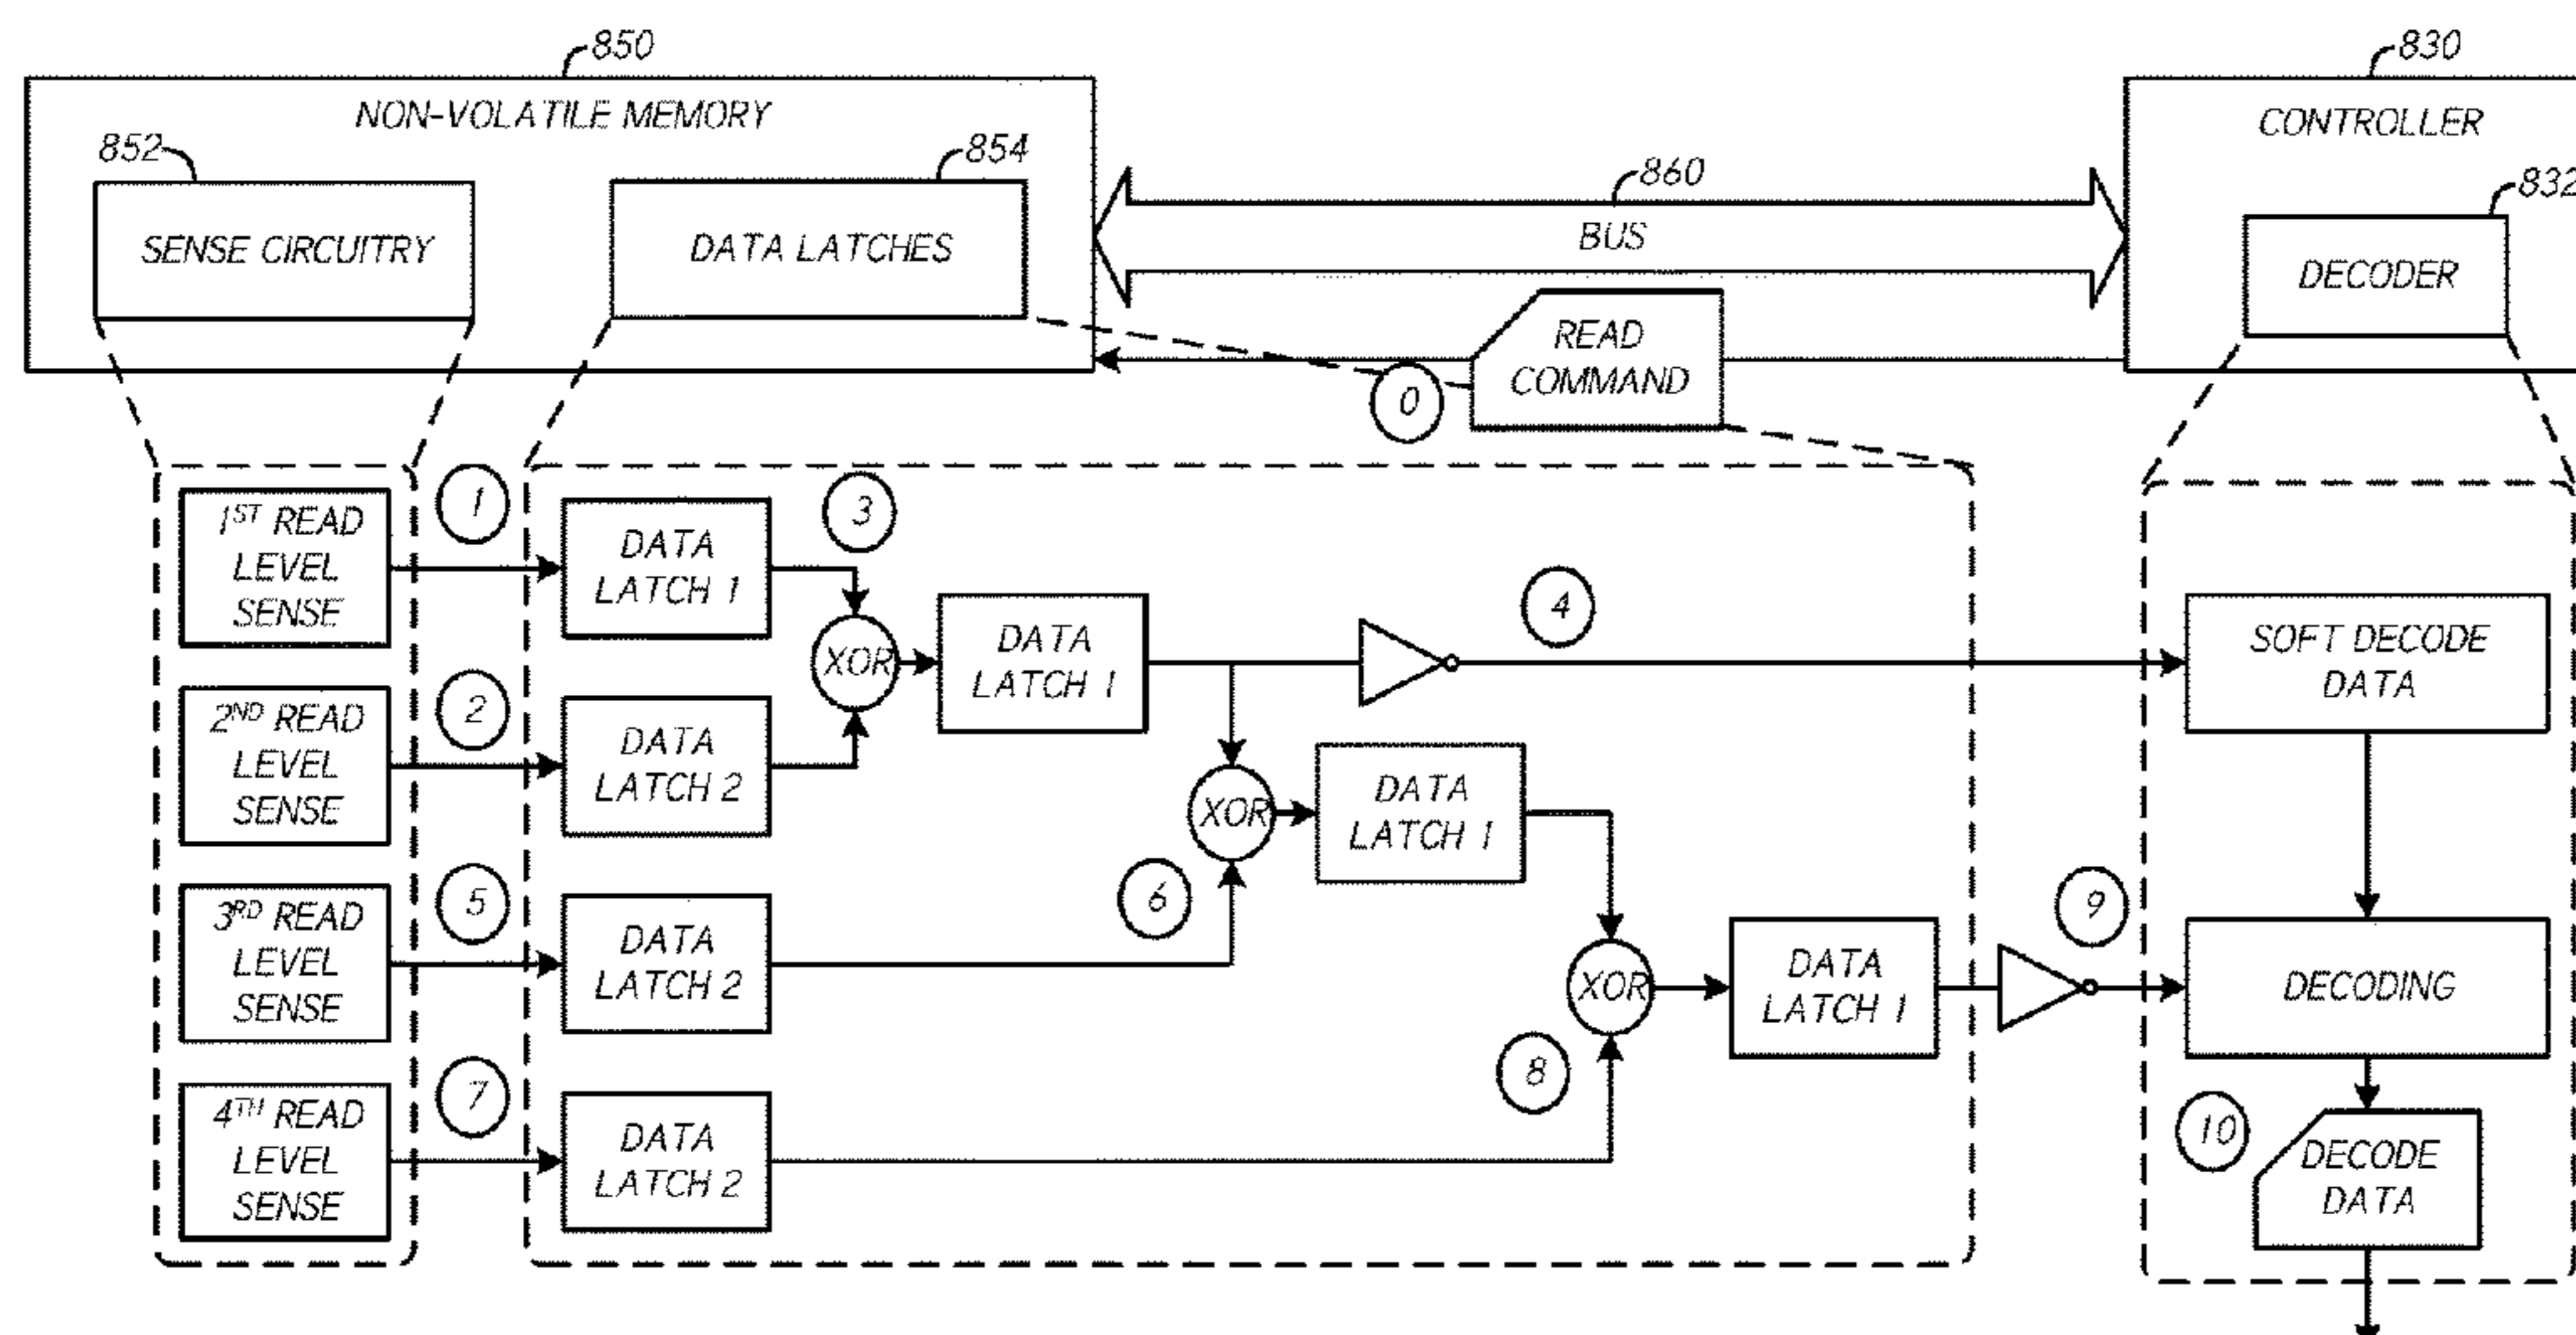 850
830
NON-VOLATILE MEMORY
CONTROLLER
852
854
860
832
SENSE CIRCUITRY
DATA LATCHES
BUS
DECODER
READ
COMMAND
0
1ST READ
LEVEL
SENSE
1
DATA
LATCH 1
3
XOR
DATA
LATCH 1
4
SOFT DECODE
DATA
2ND READ
LEVEL
SENSE
2
DATA
LATCH 2
XOR
DATA
LATCH 1
3RD READ
LEVEL
SENSE
5
DATA
LATCH 2
6
XOR
DATA
LATCH 1
9
DECODING
4TH READ
LEVEL
SENSE
7
DATA
LATCH 2
8
10
DECODE
DATA